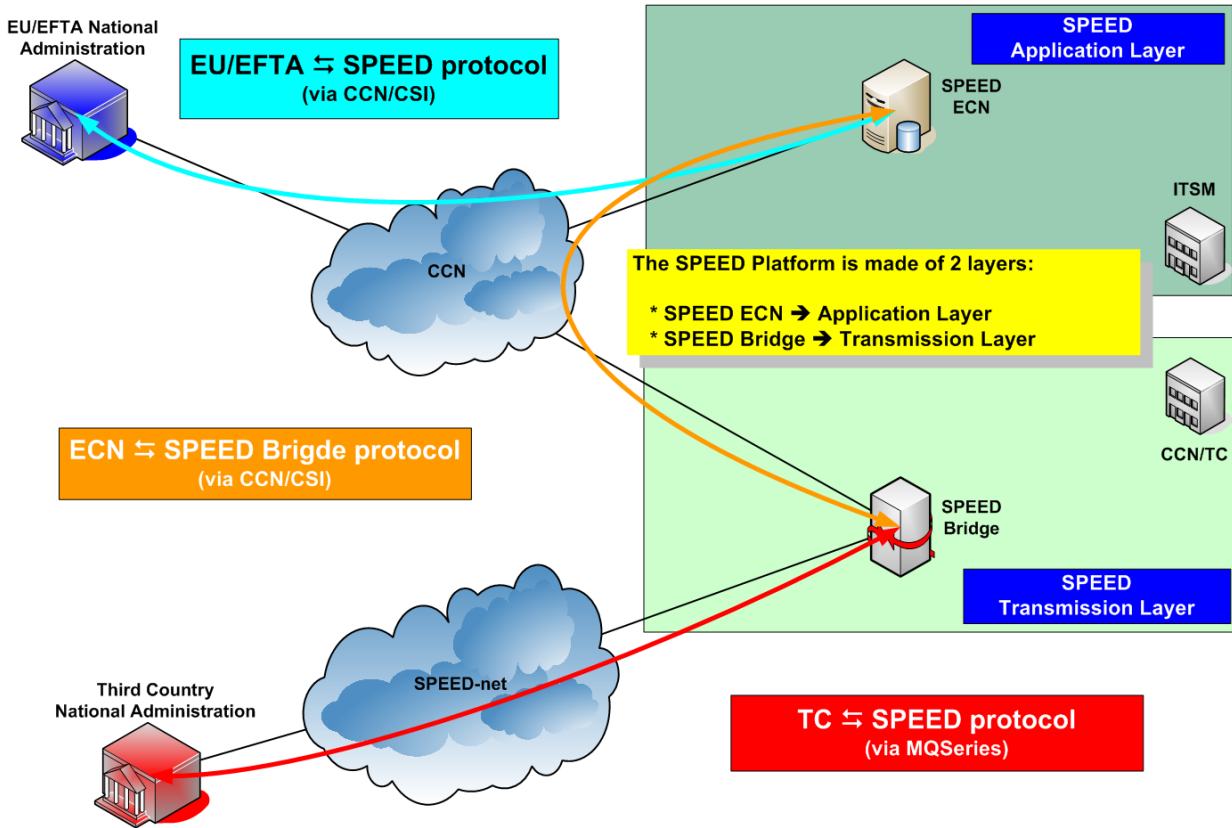 EU/EFTA National
Administration
EU/EFTA ⇆ SPEED protocol
(via CCN/CSI)
SPEED
Application Layer
SPEED
ECN
ITSM
CCN
The SPEED Platform is made of 2 layers:
* SPEED ECN ➔ Application Layer
* SPEED Bridge ➔ Transmission Layer
CCN/TC
ECN ⇆ SPEED Brigde protocol
(via CCN/CSI)
SPEED
Bridge
SPEED
Transmission Layer
SPEED-net
Third Country
National Administration
TC ⇆ SPEED protocol
(via MQSeries)